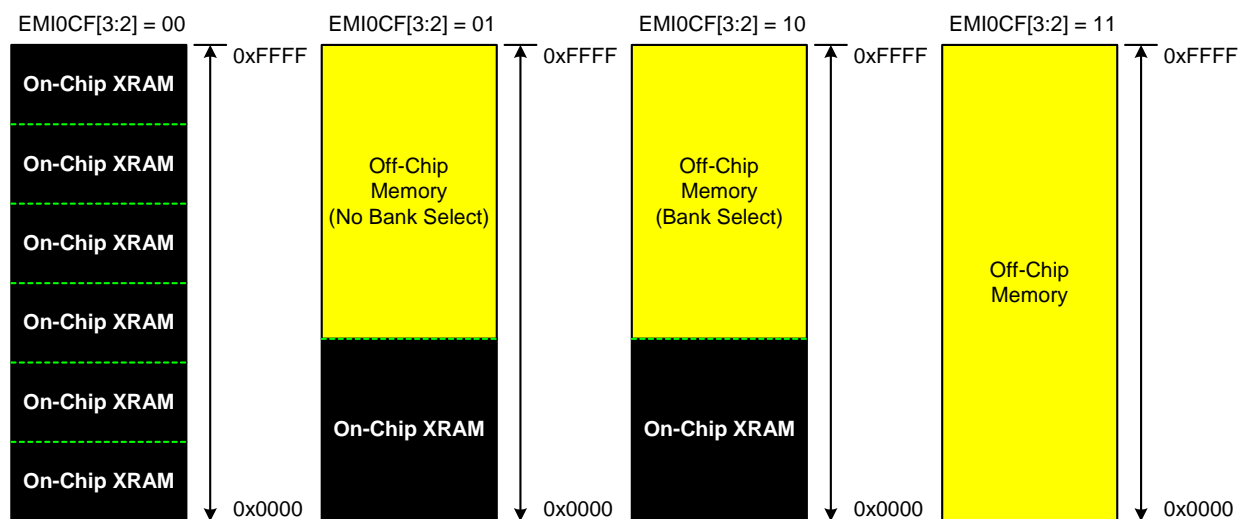 EMI0CF[3:2] = 00
EMI0CF[3:2] = 01
EMI0CF[3:2] = 10
EMI0CF[3:2] = 11
On-Chip XRAM
On-Chip XRAM
On-Chip XRAM
On-Chip XRAM
On-Chip XRAM
On-Chip XRAM
0xFFFF
0x0000
Off-Chip
Memory
(No Bank Select)
On-Chip XRAM
0xFFFF
0x0000
Off-Chip
Memory
(Bank Select)
On-Chip XRAM
0xFFFF
0x0000
Off-Chip
Memory
0xFFFF
0x0000